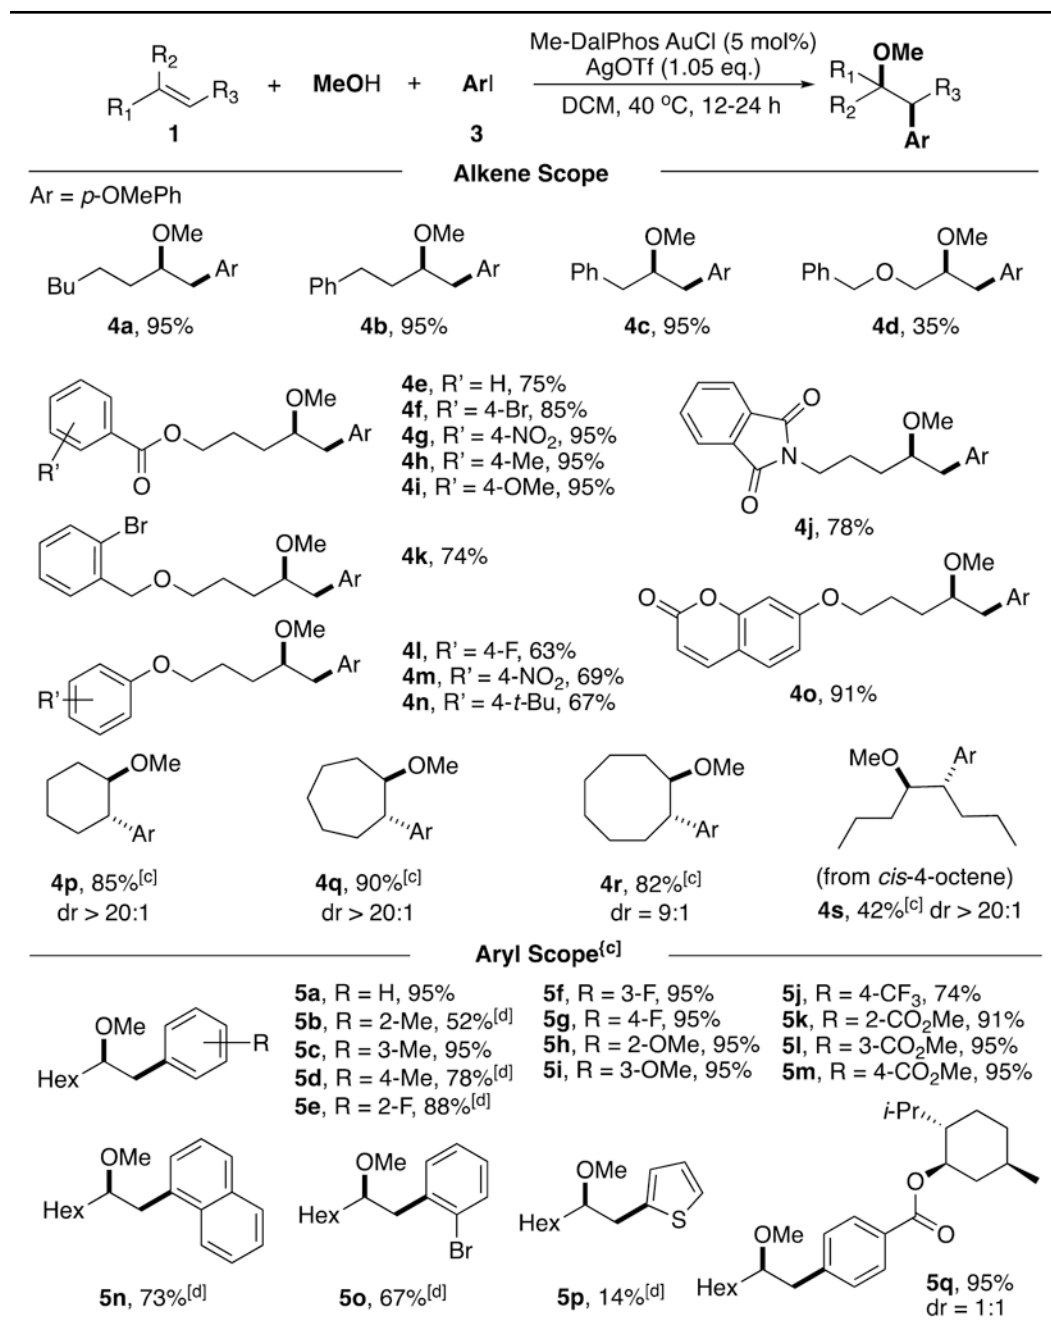 Me-DalPhos AuCl (5 mol%)
AgOTf (1.05 eq.)
DCM, 40 °C, 12-24 h
R1 R2 R3 + MeOH + ArI
1 3
OMe R1 R2 R3 Ar
Alkene Scope
Ar = p-OMePh
OMe Bu Ar
OMe Ph Ar
OMe Ph Ar
OMe Ph O Ar
4a, 95%
4b, 95%
4c, 95%
4d, 35%
R' O O OMe Ar
4e, R' = H, 75%
4f, R' = 4-Br, 85%
4g, R' = 4-NO2, 95%
4h, R' = 4-Me, 95%
4i, R' = 4-OMe, 95%
O N O OMe Ar
4j, 78%
Br O OMe Ar
4k, 74%
R' O OMe Ar
4l, R' = 4-F, 63%
4m, R' = 4-NO2, 69%
4n, R' = 4-t-Bu, 67%
O O O OMe Ar
4o, 91%
OMe Ar
OMe Ar
OMe Ar
MeO Ar
4p, 85%[c]
dr > 20:1
4q, 90%[c]
dr > 20:1
4r, 82%[c]
dr = 9:1
(from cis-4-octene)
4s, 42%[c] dr > 20:1
Aryl Scope{c]
OMe Hex R
5a, R = H, 95%
5b, R = 2-Me, 52%[d]
5c, R = 3-Me, 95%
5d, R = 4-Me, 78%[d]
5e, R = 2-F, 88%[d]
5f, R = 3-F, 95%
5g, R = 4-F, 95%
5h, R = 2-OMe, 95%
5i, R = 3-OMe, 95%
5j, R = 4-CF3, 74%
5k, R = 2-CO2Me, 91%
5l, R = 3-CO2Me, 95%
5m, R = 4-CO2Me, 95%
OMe Hex
5n, 73%[d]
OMe Hex Br
5o, 67%[d]
OMe Hex S
5p, 14%[d]
i-Pr O O OMe Hex
5q, 95%
dr = 1:1